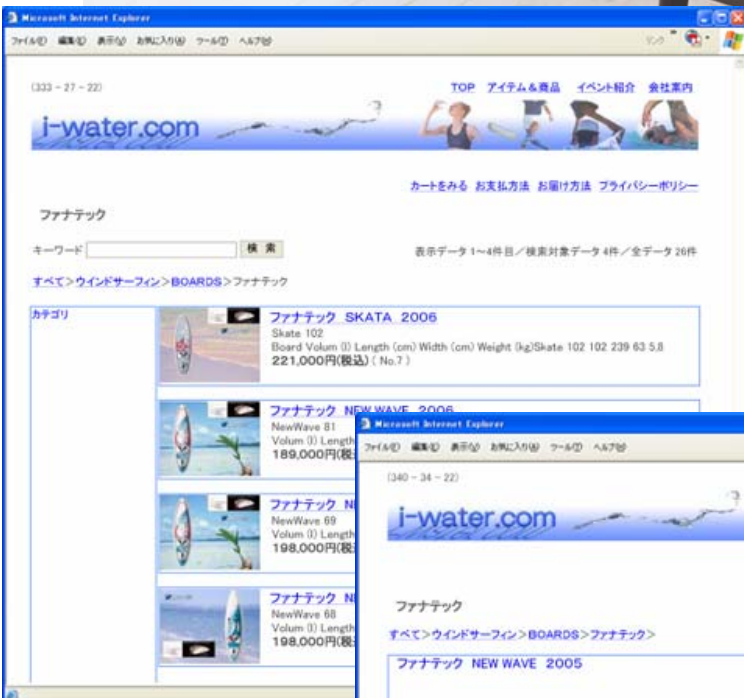 Microsoft Internet Explorer
ファイル(F) 編集(E) 表示(V) お気に入り(A) ツール(T) ヘルプ(H)
リンク
(333 - 27 - 22)
TOP アイテム&商品 イベント紹介 会社案内
i-water.com
カートをみる お支払方法 お届け方法 プライバシーポリシー
ファナテック
キーワード 検 索
表示データ 1~4件目/検索対象データ 4件/全データ 26件
すべて>ウインドサーフィン>BOARDS>ファナテック
カテゴリ
ファナテック SKATA 2006
Skate 102
Board Volum (l) Length (cm) Width (cm) Weight (kg)Skate 102 102 239 63 5.8
221,000円(税込) ( No.7 )
ファナテック NEW WAVE 2006
NewWave 81
Volum (l) Length
189,000円(税
ファナテック NE
NewWave 69
Volum (l) Length
198,000円(税
ファナテック NE
NewWave 68
Volum (l) Length
198,000円(税
Microsoft Internet Explorer
ファイル(F) 編集(E) 表示(V) お気に入り(A) ツール(T) ヘルプ(H)
(340 - 34 - 22)
i-water.com
ファナテック
すべて>ウインドサーフィン>BOARDS>ファナテック>
ファナテック NEW WAVE 2005